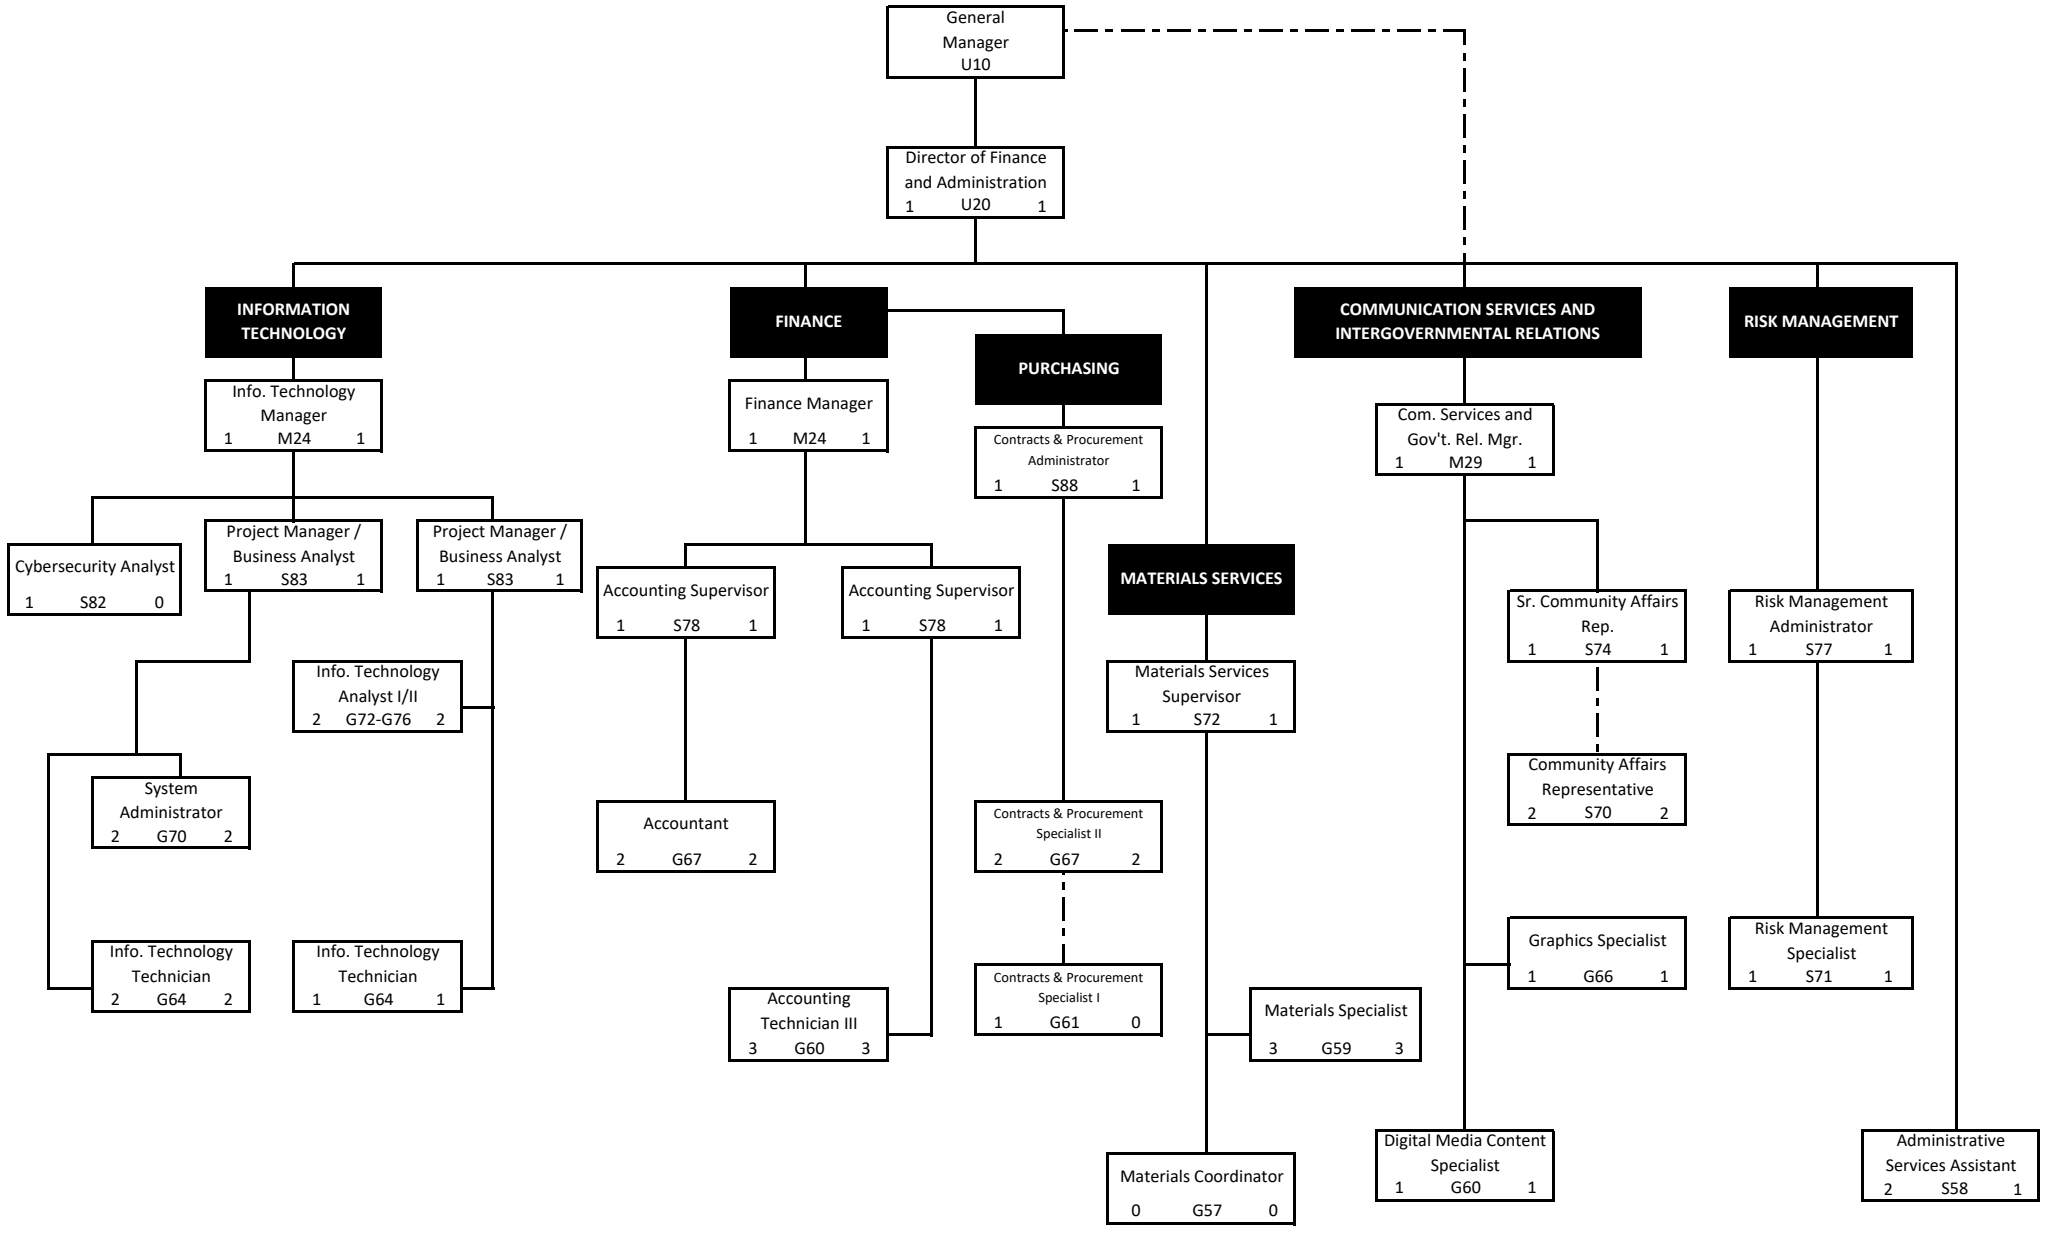 General
Manager
U10
Director of Finance
and Administration
1 U20 1
INFORMATION
TECHNOLOGY
Info. Technology
Manager
1 M24 1
Cybersecurity Analyst
1 S82 0
Project Manager /
Business Analyst
1 S83 1
Project Manager /
Business Analyst
1 S83 1
Info. Technology
Analyst I/II
2 G72-G76 2
System
Administrator
2 G70 2
Info. Technology
Technician
2 G64 2
Info. Technology
Technician
1 G64 1
FINANCE
Finance Manager
1 M24 1
Accounting Supervisor
1 S78 1
Accounting Supervisor
1 S78 1
Accountant
2 G67 2
Accounting
Technician III
3 G60 3
PURCHASING
Contracts & Procurement
Administrator
1 S88 1
Contracts & Procurement
Specialist II
2 G67 2
Contracts & Procurement
Specialist I
1 G61 0
MATERIALS SERVICES
Materials Services
Supervisor
1 S72 1
Materials Specialist
3 G59 3
Materials Coordinator
0 G57 0
COMMUNICATION SERVICES AND
INTERGOVERNMENTAL RELATIONS
Com. Services and
Gov't. Rel. Mgr.
1 M29 1
Sr. Community Affairs
Rep.
1 S74 1
Community Affairs
Representative
2 S70 2
Graphics Specialist
1 G66 1
Digital Media Content
Specialist
1 G60 1
RISK MANAGEMENT
Risk Management
Administrator
1 S77 1
Risk Management
Specialist
1 S71 1
Administrative
Services Assistant
2 S58 1